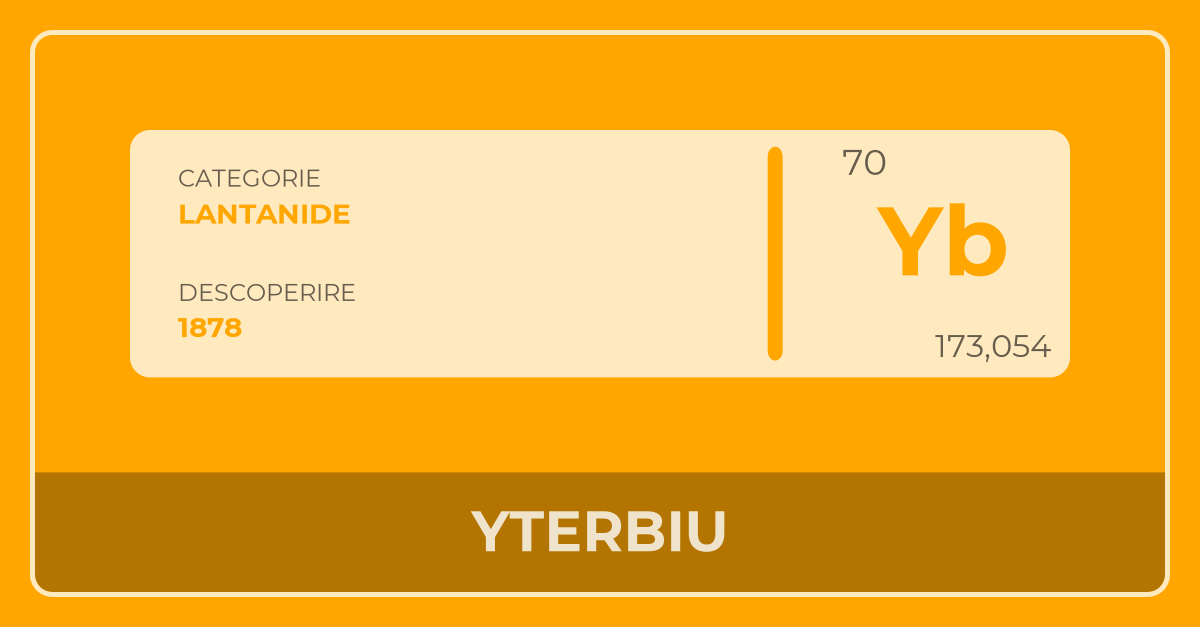 CATEGORIE
LANTANIDE
DESCOPERIRE
1878
70
Yb
173,054
YTERBIU